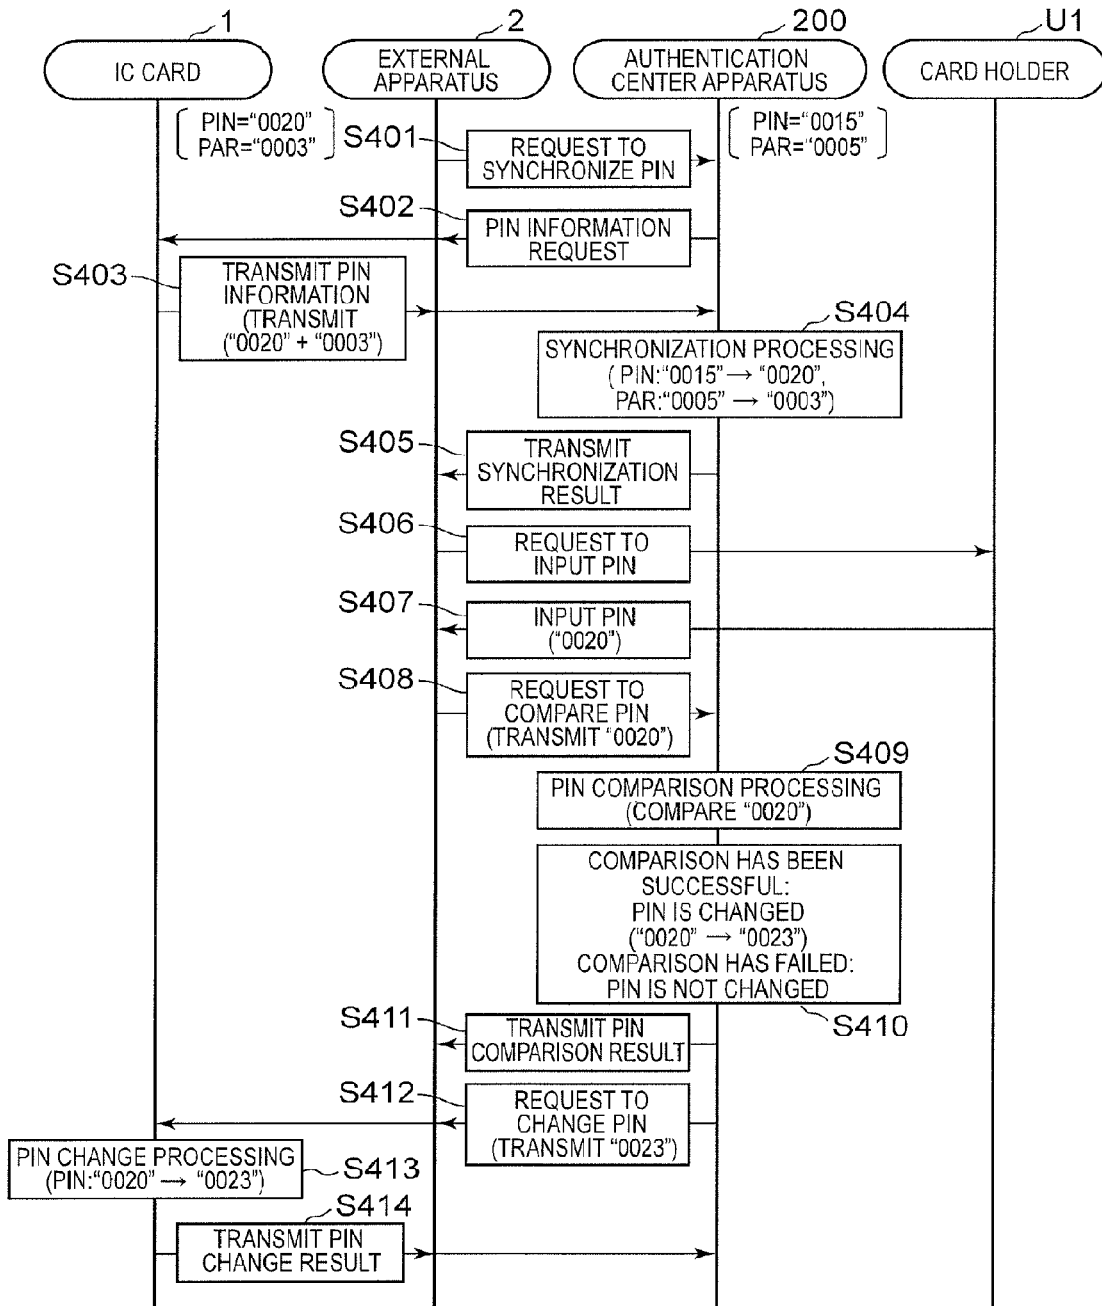 1
2
200
U1
IC CARD
EXTERNAL
APPARATUS
AUTHENTICATION
CENTER APPARATUS
CARD HOLDER
PIN="0020"
PAR="0003"
PIN="0015"
PAR="0005"
S401
REQUEST TO
SYNCHRONIZE PIN
S402
PIN INFORMATION
REQUEST
S403
TRANSMIT PIN
INFORMATION
(TRANSMIT
("0020" + "0003")
S404
SYNCHRONIZATION PROCESSING
( PIN:"0015" → "0020",
PAR:"0005" → "0003")
S405
TRANSMIT
SYNCHRONIZATION
RESULT
S406
REQUEST TO
INPUT PIN
S407
INPUT PIN
("0020")
S408
REQUEST TO
COMPARE PIN
(TRANSMIT "0020")
S409
PIN COMPARISON PROCESSING
(COMPARE "0020")
COMPARISON HAS BEEN
SUCCESSFUL:
PIN IS CHANGED
("0020" → "0023")
COMPARISON HAS FAILED:
PIN IS NOT CHANGED
S410
S411
TRANSMIT PIN
COMPARISON RESULT
S412
REQUEST TO
CHANGE PIN
(TRANSMIT "0023")
PIN CHANGE PROCESSING
(PIN:"0020" → "0023")
S413
S414
TRANSMIT PIN
CHANGE RESULT